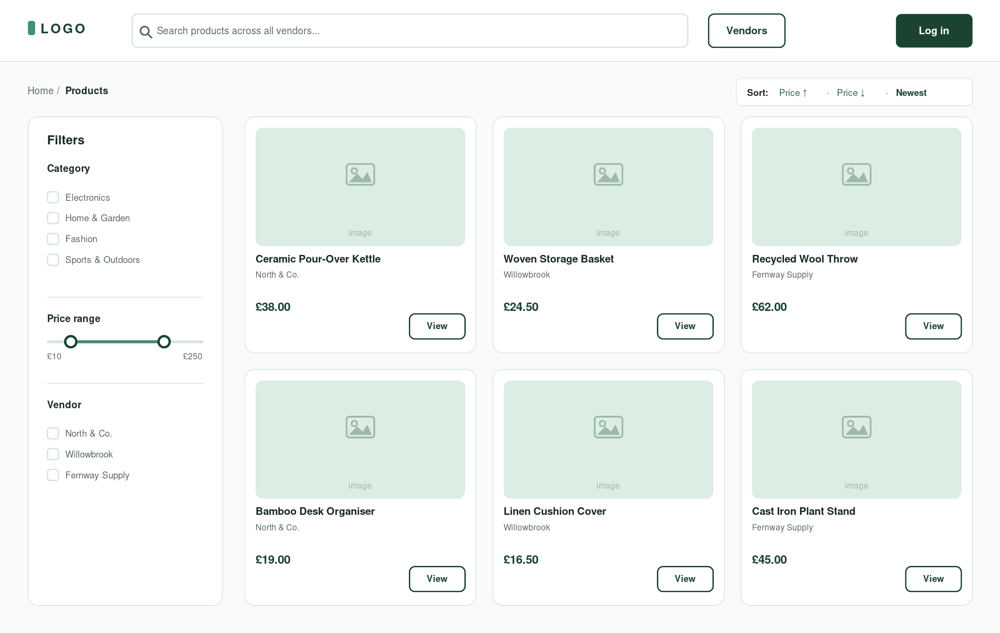 LOGO
Search products across all vendors...
Vendors
Log in
Home / Products
Sort: Price ↑ · Price ↓ · Newest
Filters
Category
Electronics
Home & Garden
Fashion
Sports & Outdoors
Price range
£10 £250
Vendor
North & Co.
Willowbrook
Fernway Supply
image
Ceramic Pour-Over Kettle
North & Co.
£38.00
View
image
Woven Storage Basket
Willowbrook
£24.50
View
image
Recycled Wool Throw
Fernway Supply
£62.00
View
image
Bamboo Desk Organiser
North & Co.
£19.00
View
image
Linen Cushion Cover
Willowbrook
£16.50
View
image
Cast Iron Plant Stand
Fernway Supply
£45.00
View